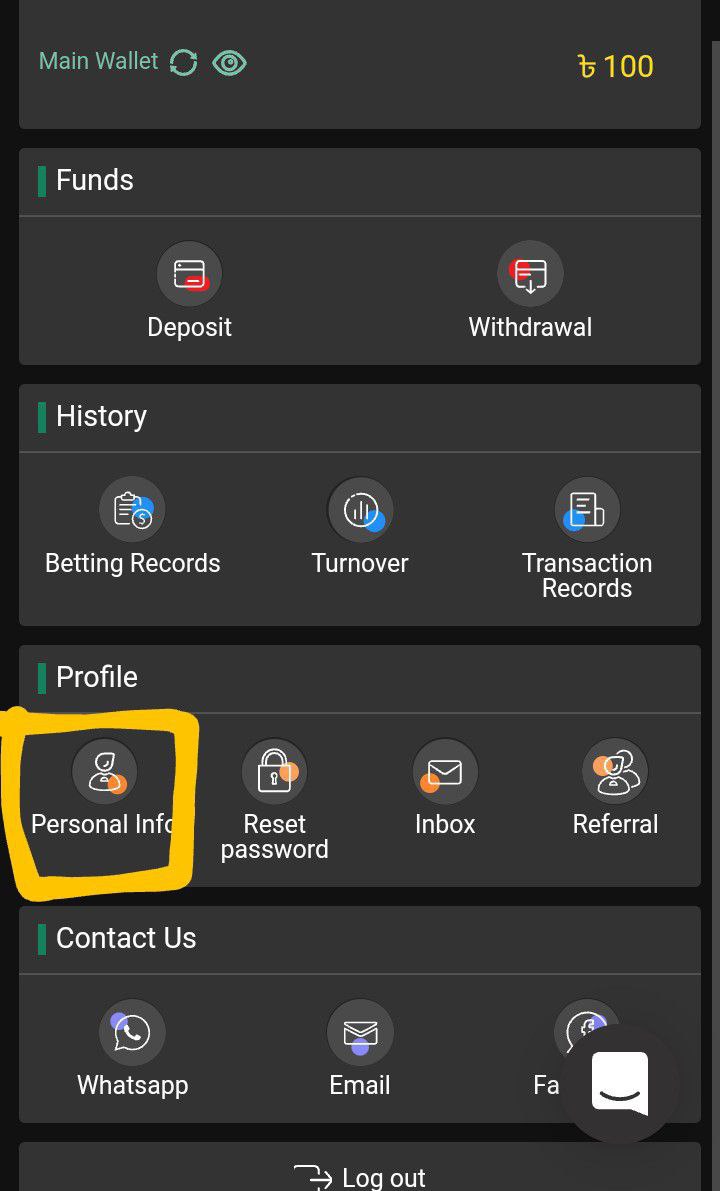 Main Wallet
৳ 100
Funds
Deposit
Withdrawal
History
Betting Records
Turnover
Transaction
Records
Profile
Personal Info
Reset
password
Inbox
Referral
Contact Us
Whatsapp
Email
Fa
Log out